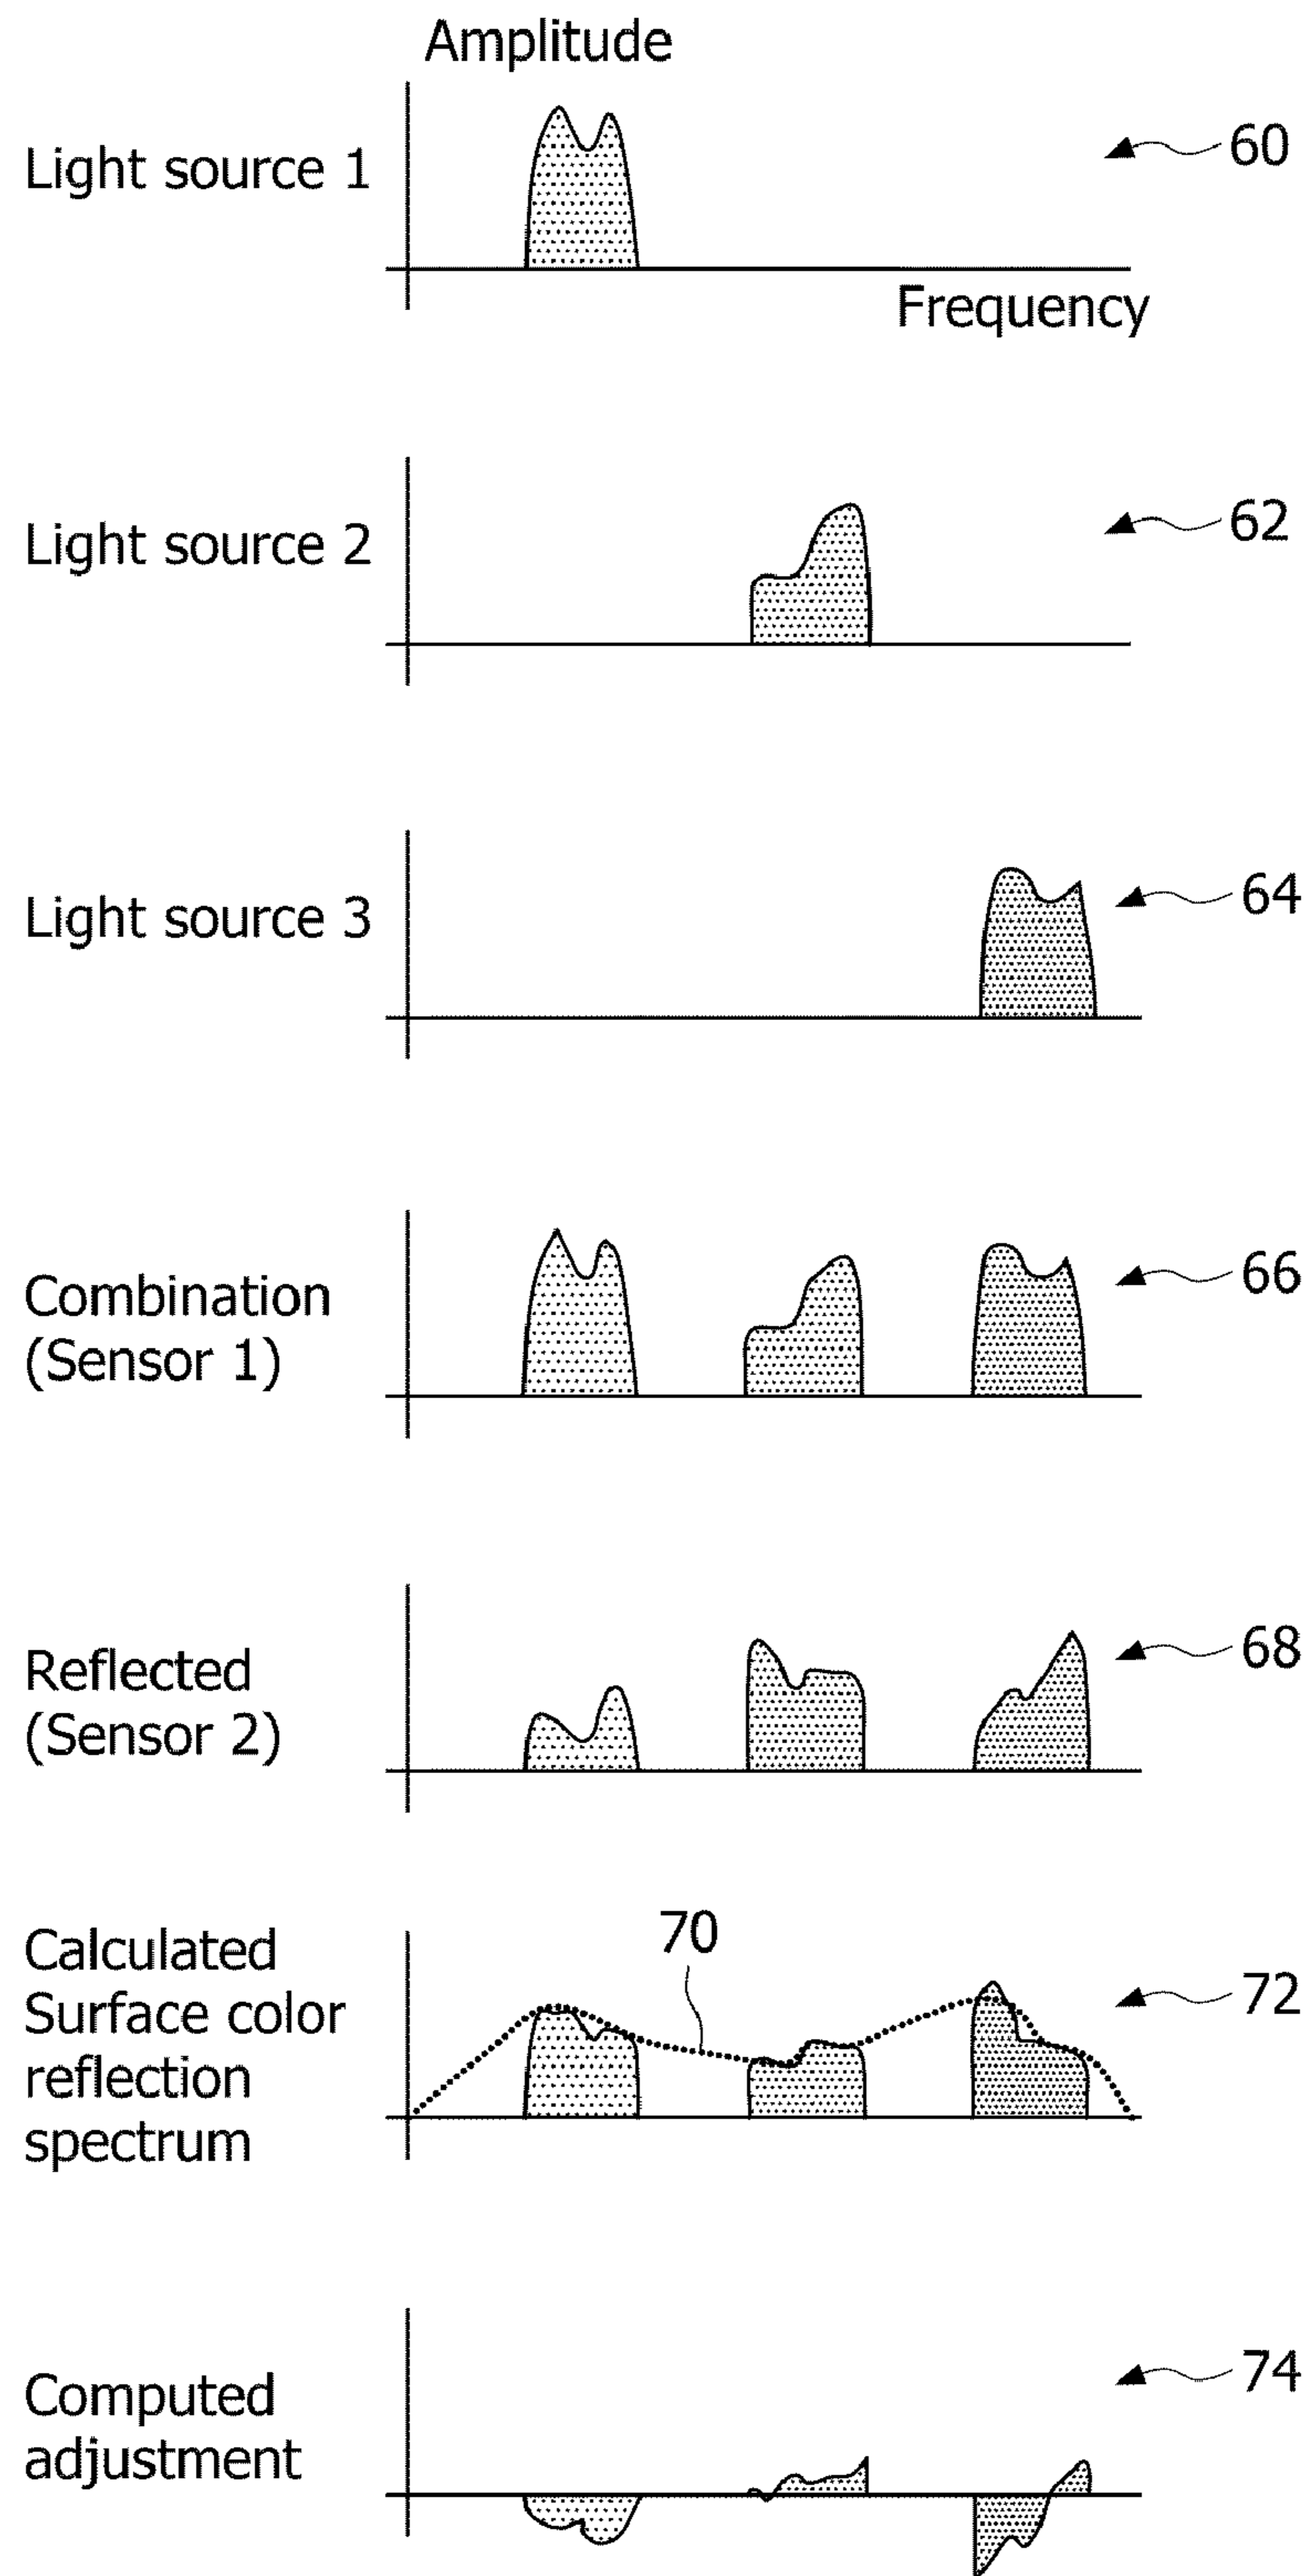 Amplitude
Light source 1
60
Frequency
Light source 2
62
Light source 3
64
Combination
(Sensor 1)
66
Reflected
(Sensor 2)
68
Calculated
Surface color
reflection
spectrum
70
72
Computed
adjustment
74